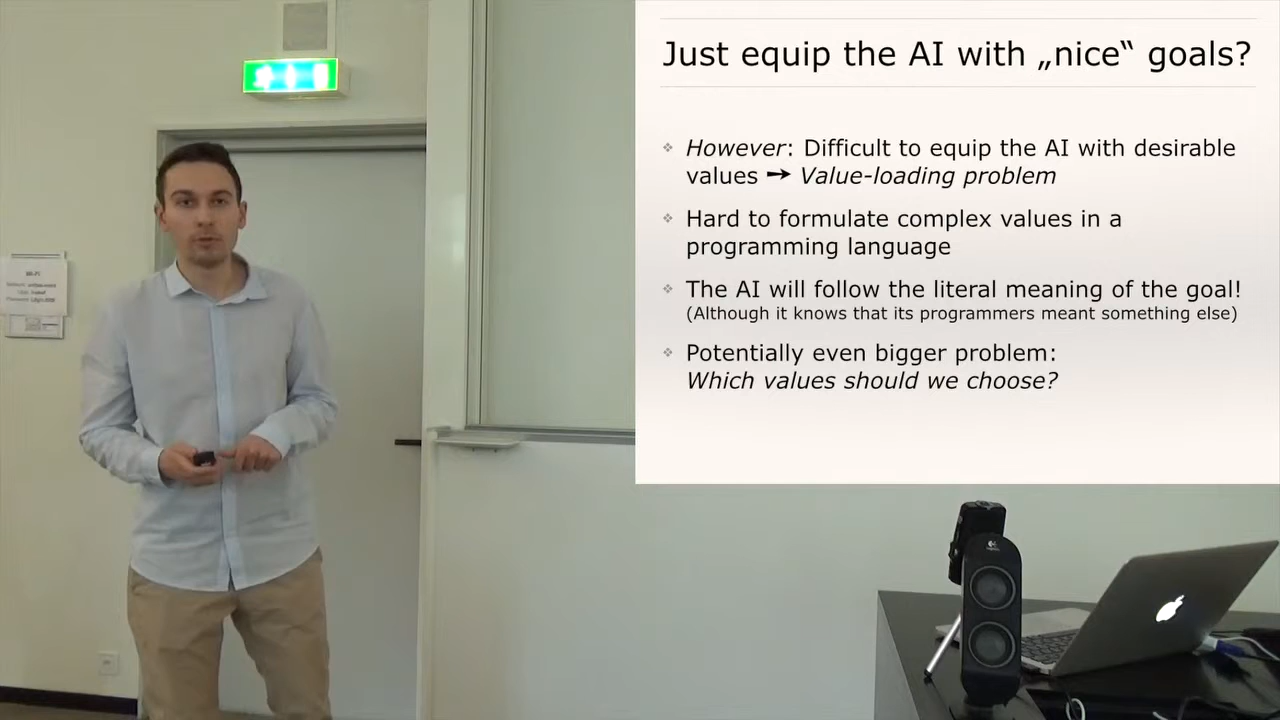 Just equip the AI with „nice“ goals?
However: Difficult to equip the AI with desirable
values ➙ Value-loading problem
Hard to formulate complex values in a
programming language
The AI will follow the literal meaning of the goal!
(Although it knows that its programmers meant something else)
Potentially even bigger problem:
Which values should we choose?
Wi-Fi